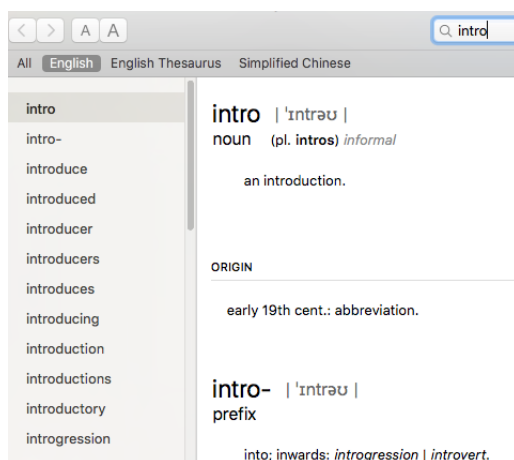 A A
intro
All English English Thesaurus Simplified Chinese
intro
intro-
introduce
introduced
introducer
introducers
introduces
introducing
introduction
introductions
introductory
introgression
intro | ˈɪntrəʊ |
noun (pl. intros) informal
an introduction.
ORIGIN
early 19th cent.: abbreviation.
intro- | ˈɪntrəʊ |
prefix
into; inwards: introgression | introvert.